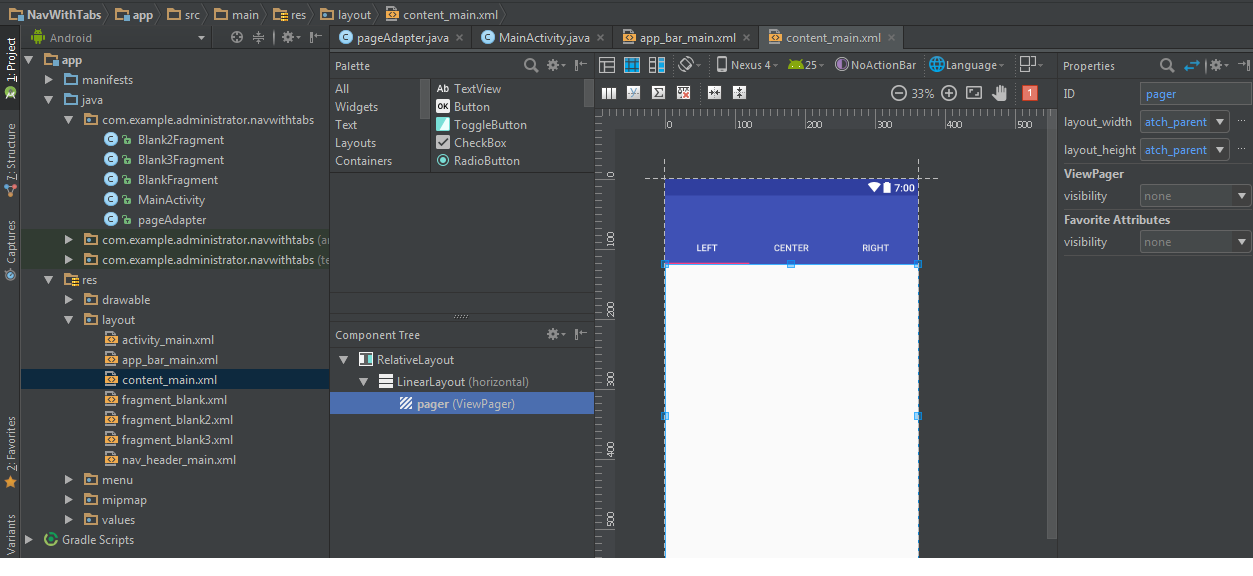 NavWithTabs app src main res layout content_main.xml
Android
pageAdapter.java MainActivity.java app_bar_main.xml content_main.xml
1: Project
7: Structure
Captures
2: Favorites
Variants
app
manifests
java
com.example.administrator.navwithtabs
Blank2Fragment
Blank3Fragment
BlankFragment
MainActivity
pageAdapter
com.example.administrator.navwithtabs (ar
com.example.administrator.navwithtabs (te
res
drawable
layout
activity_main.xml
app_bar_main.xml
content_main.xml
fragment_blank.xml
fragment_blank2.xml
fragment_blank3.xml
nav_header_main.xml
menu
mipmap
values
Gradle Scripts
Palette
All
Widgets
Text
Layouts
Containers
Ab TextView
OK Button
ToggleButton
CheckBox
RadioButton
Component Tree
RelativeLayout
LinearLayout (horizontal)
pager (ViewPager)
Nexus 4 25 NoActionBar Language
33% 1
0 100 200 300 400 500
0
100
200
300
400
500
7:00
LEFT CENTER RIGHT
Properties
ID pager
layout_width atch_parent
layout_height atch_parent
ViewPager
visibility none
Favorite Attributes
visibility none